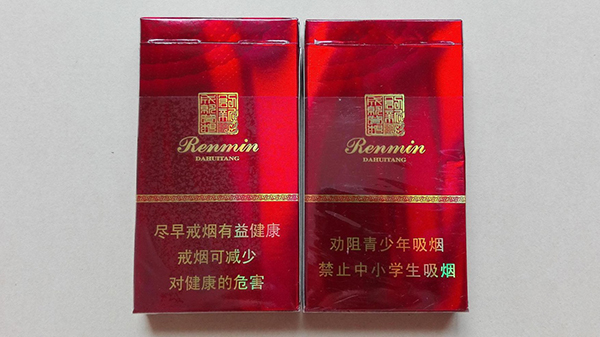 Renmin
DAHUITANG
尽早戒烟有益健康
戒烟可减少
对健康的危害
Renmin
DAHUITANG
劝阻青少年吸烟
禁止中小学生吸烟